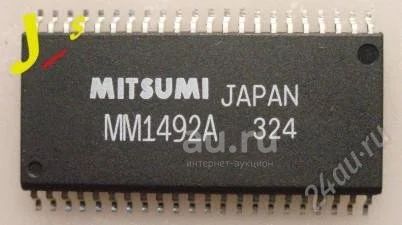 J's
MITSUMI JAPAN
MM1492A 324
au.ru
интернет-аукцион
24au.ru